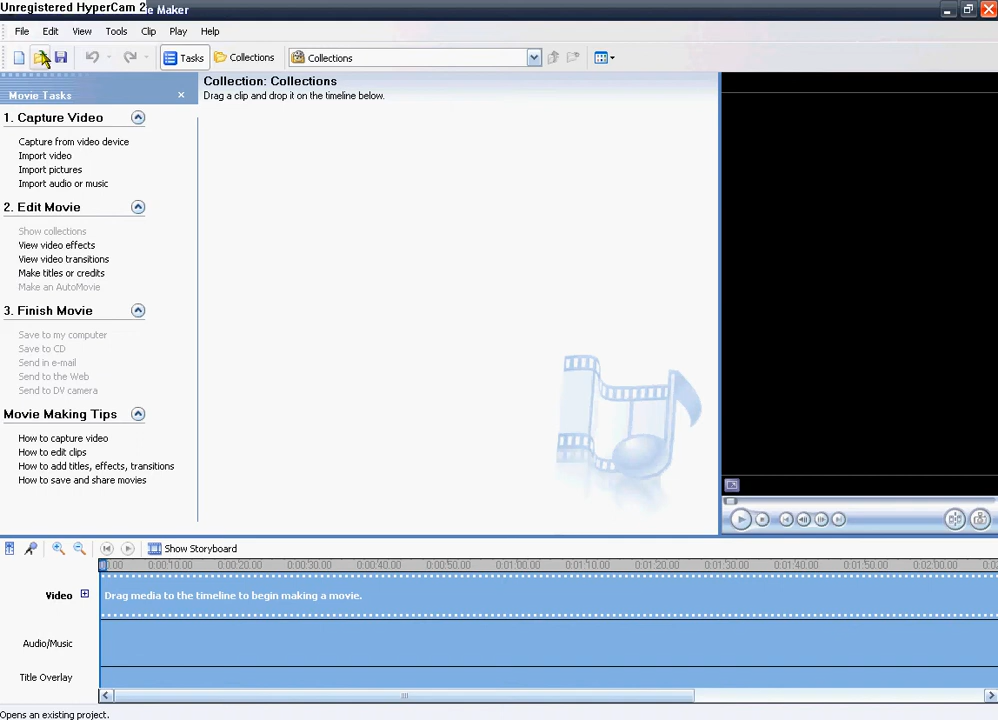 Unregistered HyperCam 2
e Maker
File Edit View Tools Clip Play Help
Tasks Collections Collections
Movie Tasks
Collection: Collections
Drag a clip and drop it on the timeline below.
1. Capture Video
Capture from video device
Import video
Import pictures
Import audio or music
2. Edit Movie
Show collections
View video effects
View video transitions
Make titles or credits
Make an AutoMovie
3. Finish Movie
Save to my computer
Save to CD
Send in e-mail
Send to the Web
Send to DV camera
Movie Making Tips
How to capture video
How to edit clips
How to add titles, effects, transitions
How to save and share movies
Show Storyboard
0:00:10.00 0:00:20.00 0:00:30.00 0:00:40.00 0:00:50.00 0:01:00.00 0:01:10.00 0:01:20.00 0:01:30.00 0:01:40.00 0:01:50.00 0:02:00.00
Video
Drag media to the timeline to begin making a movie.
Audio/Music
Title Overlay
Opens an existing project.